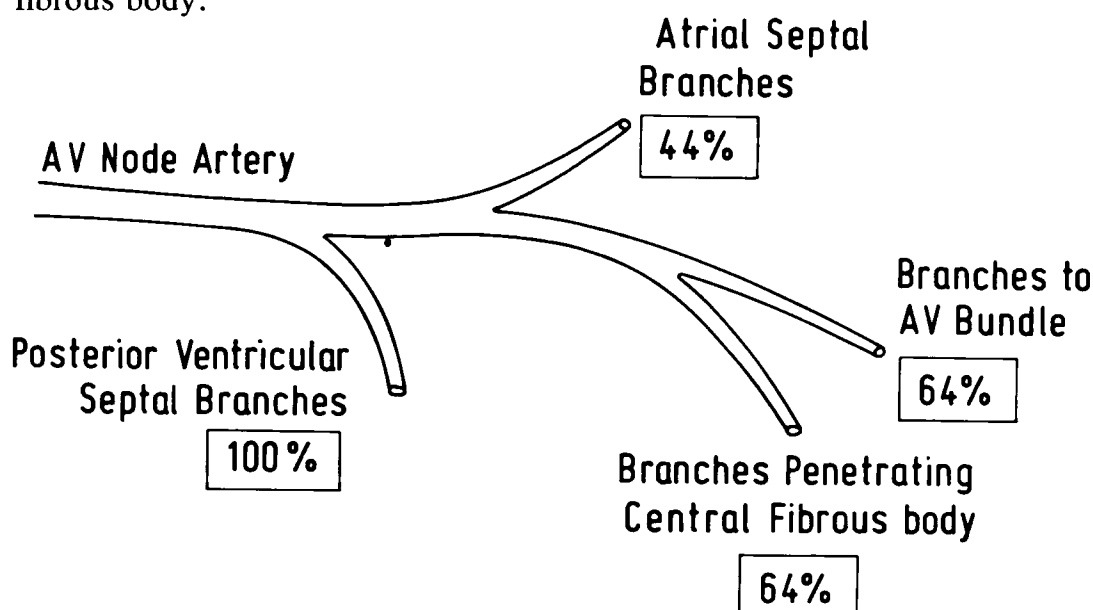 fibrous body.
Atrial Septal
Branches
44%
AV Node Artery
Branches to
AV Bundle
64%
Posterior Ventricular
Septal Branches
100%
Branches Penetrating
Central Fibrous body
64%